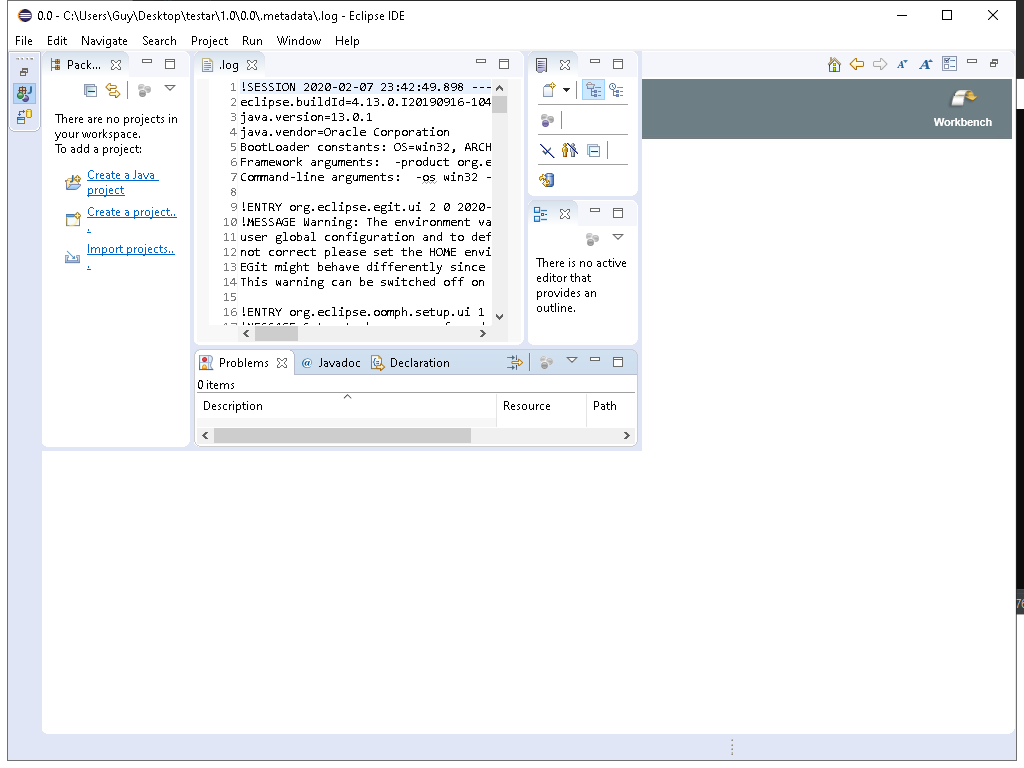 0.0 - C:\Users\Guy\Desktop\testar\1.0\0.0\.metadata\.log - Eclipse IDE
File Edit Navigate Search Project Run Window Help
Pack...
There are no projects in
your workspace.
To add a project:
Create a Java
project
Create a project..
.
Import projects..
.
.log
1 !SESSION 2020-02-07 23:42:49.898 ----
2 eclipse.buildId=4.13.0.I20190916-104
3 java.version=13.0.1
4 java.vendor=Oracle Corporation
5 BootLoader constants: OS=win32, ARCH
6 Framework arguments:  -product org.e
7 Command-line arguments:  -os win32 -
8
9 !ENTRY org.eclipse.egit.ui 2 0 2020-
10 !MESSAGE Warning: The environment va
11 user global configuration and to def
12 not correct please set the HOME envi
13 EGit might behave differently since
14 This warning can be switched off on
15
16 !ENTRY org.eclipse.oomph.setup.ui 1
There is no active
editor that
provides an
outline.
Workbench
Problems @ Javadoc Declaration
0 items
Description Resource Path